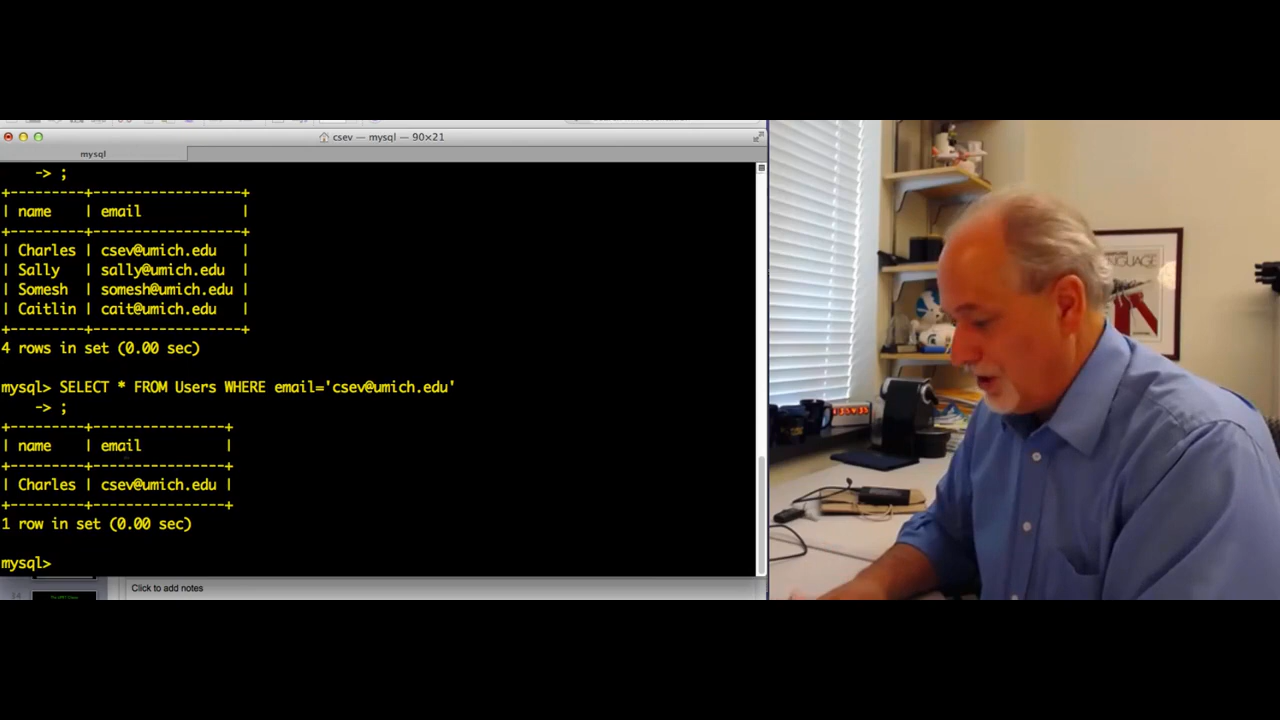 csev — mysql — 90×21
mysql
-> ;
+---------+------------------+
| name | email |
+---------+------------------+
| Charles | csev@umich.edu |
| Sally | sally@umich.edu |
| Somesh | somesh@umich.edu |
| Caitlin | cait@umich.edu |
+---------+------------------+
4 rows in set (0.00 sec)
mysql> SELECT * FROM Users WHERE email='csev@umich.edu'
-> ;
+---------+----------------+
| name | email |
+---------+----------------+
| Charles | csev@umich.edu |
+---------+----------------+
1 row in set (0.00 sec)
mysql>
Click to add notes